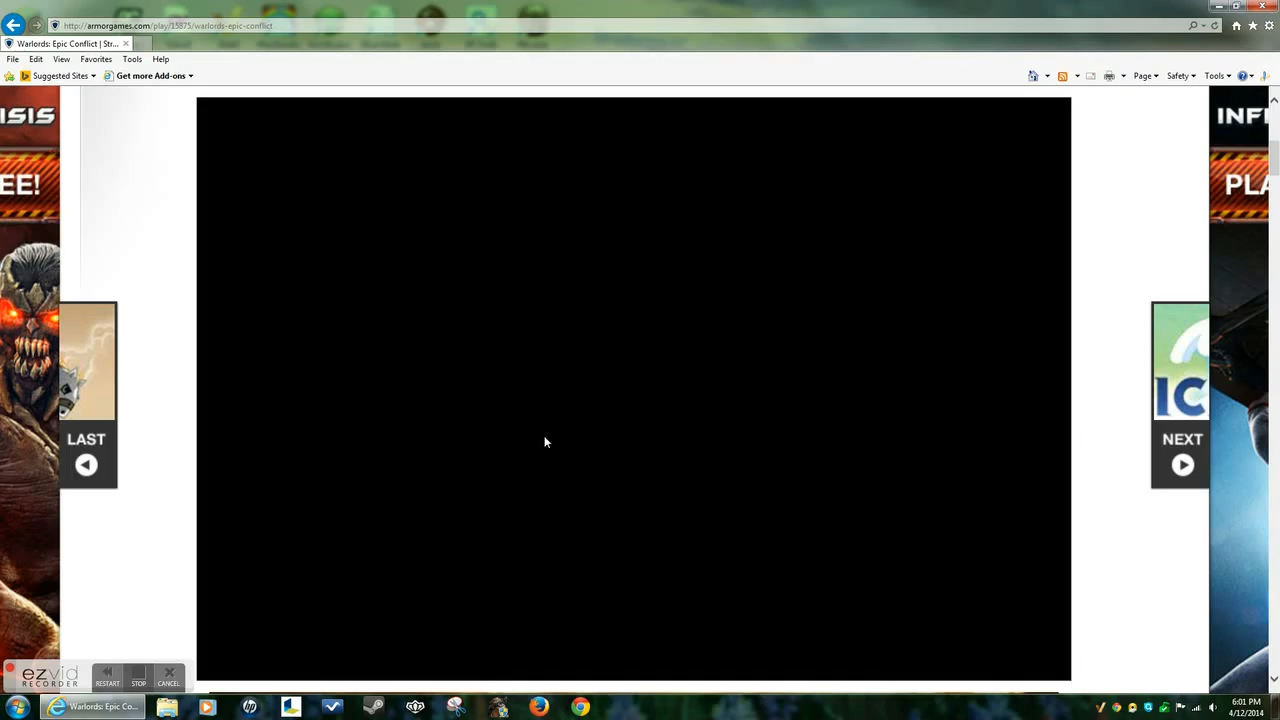 http://armorgames.com/play/15875/warlords-epic-conflict
Warlords: Epic Conflict | Str... x
File Edit View Favorites Tools Help
Suggested Sites Get more Add-ons
Page Safety Tools
ISIS
INF
EE!
PLA
IC
LAST
NEXT
ezvid
RECORDER
RESTART
STOP
CANCEL
Warlords: Epic Co...
hp
6:01 PM
4/12/2014